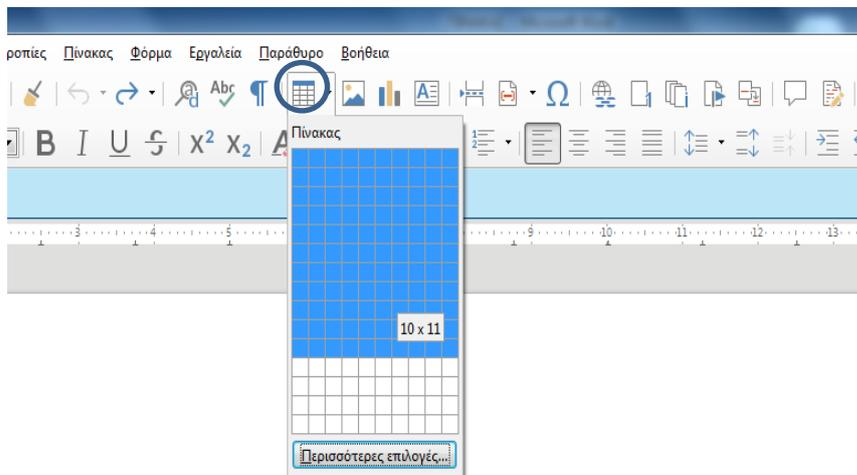 ροπίες Πίνακας Φόρμα Εργαλεία Παράθυρο Βοήθεια
Abc ¶ A Ω
B I U S X² X₂ A
Πίνακας
3 4 5 9 10 11 12 13
10 x 11
Περισσότερες επιλογές...